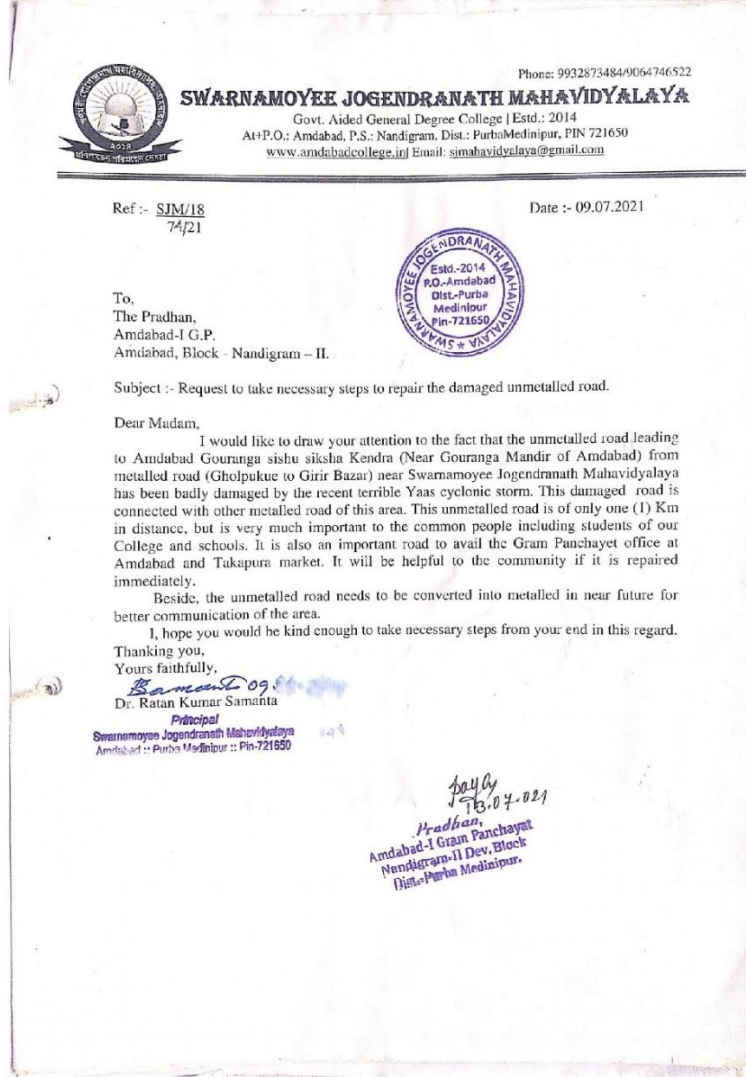 Phone: 9932873484/9064746522
SWARNAMOYEE JOGENDRANATH MAHAVIDYALAYA
Govt. Aided General Degree College | Estd.: 2014
At+P.O.: Amdabad, P.S.: Nandigram, Dist.: PurbaMedinipur, PIN 721650
www.amdabadcollege.in| Email: sjmahavidyalaya@gmail.com
২০১৪
Ref :- SJM/18
74/21
Date :- 09.07.2021
SWARNAMOYEE JOGENDRANATH MAHAVIDYALAYA
Estd.-2014
P.O.-Amdabad
Dist.-Purba
Medinipur
Pin-721650
To,
The Pradhan,
Amdabad-I G.P.
Amdabad, Block - Nandigram – II.
Subject :- Request to take necessary steps to repair the damaged unmetalled road.
Dear Madam,
I would like to draw your attention to the fact that the unmetalled road leading
to Amdabad Gouranga sishu siksha Kendra (Near Gouranga Mandir of Amdabad) from
metalled road (Gholpukue to Girir Bazar) near Swarnamoyee Jogendranath Mahavidyalaya
has been badly damaged by the recent terrible Yaas cyclonic storm. This damaged road is
connected with other metalled road of this area. This unmetalled road is of only one (1) Km
in distance, but is very much important to the common people including students of our
College and schools. It is also an important road to avail the Gram Panchayet office at
Amdabad and Takapura market. It will be helpful to the community if it is repaired
immediately.
Beside, the unmetalled road needs to be converted into metalled in near future for
better communication of the area.
I, hope you would be kind enough to take necessary steps from your end in this regard.
Thanking you,
Yours faithfully,
Samanta 09.
Dr. Ratan Kumar Samanta
Principal
Swarnamoyee Jogendranath Mahavidyalaya
Amdabad :: Purba Medinipur :: Pin-721650
13.07.021
Pradhan,
Amdabad-I Gram Panchayat
Nandigram-II Dev. Block
Dist.-Purba Medinipur.